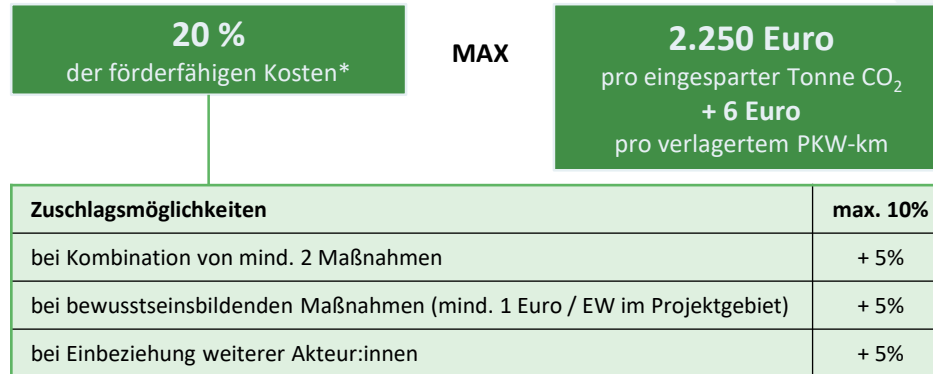 20 %
der förderfähigen Kosten*
MAX
2.250 Euro
pro eingesparter Tonne CO₂
+ 6 Euro
pro verlagertem PKW-km
Zuschlagsmöglichkeiten max. 10%
bei Kombination von mind. 2 Maßnahmen + 5%
bei bewusstseinsbildenden Maßnahmen (mind. 1 Euro / EW im Projektgebiet) + 5%
bei Einbeziehung weiterer Akteur:innen + 5%